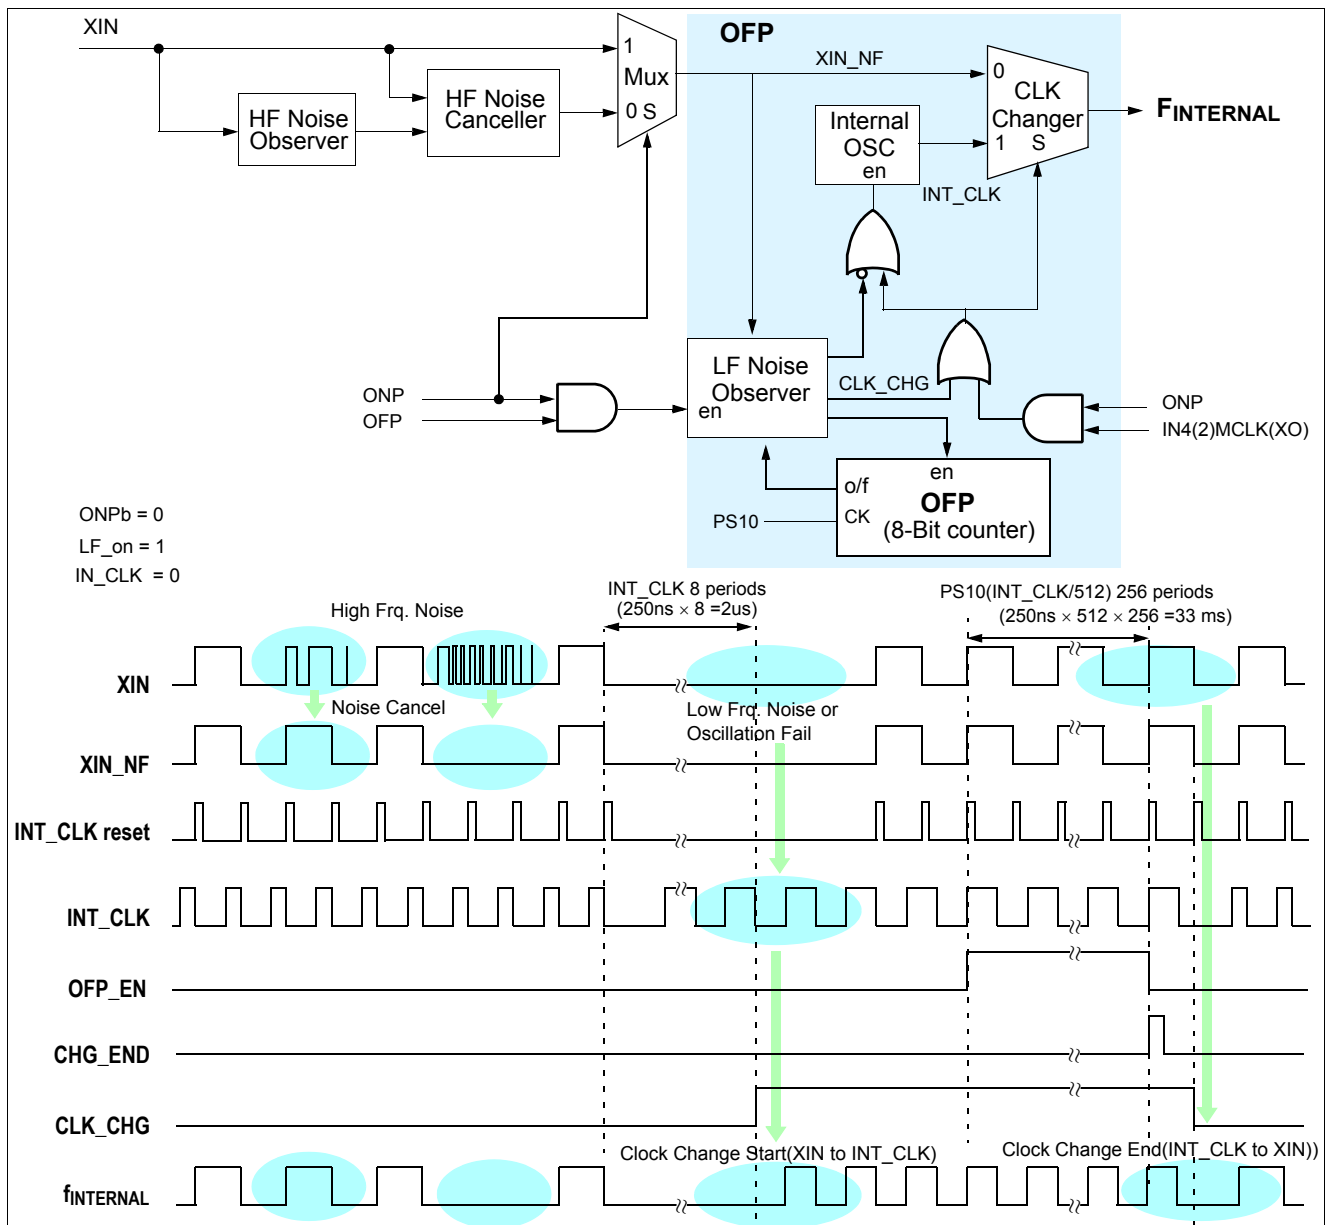 XIN
OFP
XIN_NF
1
Mux
0 S
HF Noise
Observer
HF Noise
Canceller
0
CLK
Changer
1 S
FINTERNAL
Internal
OSC
en
INT_CLK
LF Noise
Observer
en
CLK_CHG
ONP
OFP
ONP
IN4(2)MCLK(XO)
en
o/f
OFP
CK
(8-Bit counter)
PS10
ONPb = 0
LF_on = 1
IN_CLK = 0
High Frq. Noise
INT_CLK 8 periods
(250ns × 8 =2us)
PS10(INT_CLK/512) 256 periods
(250ns × 512 × 256 =33 ms)
XIN
Noise Cancel
Low Frq. Noise or
Oscillation Fail
XIN_NF
INT_CLK reset
INT_CLK
OFP_EN
CHG_END
CLK_CHG
Clock Change Start(XIN to INT_CLK)
Clock Change End(INT_CLK to XIN))
fINTERNAL